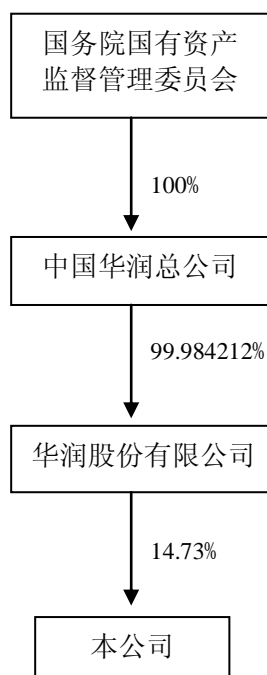 国务院国有资产
监督管理委员会
100%
中国华润总公司
99.984212%
华润股份有限公司
14.73%
本公司